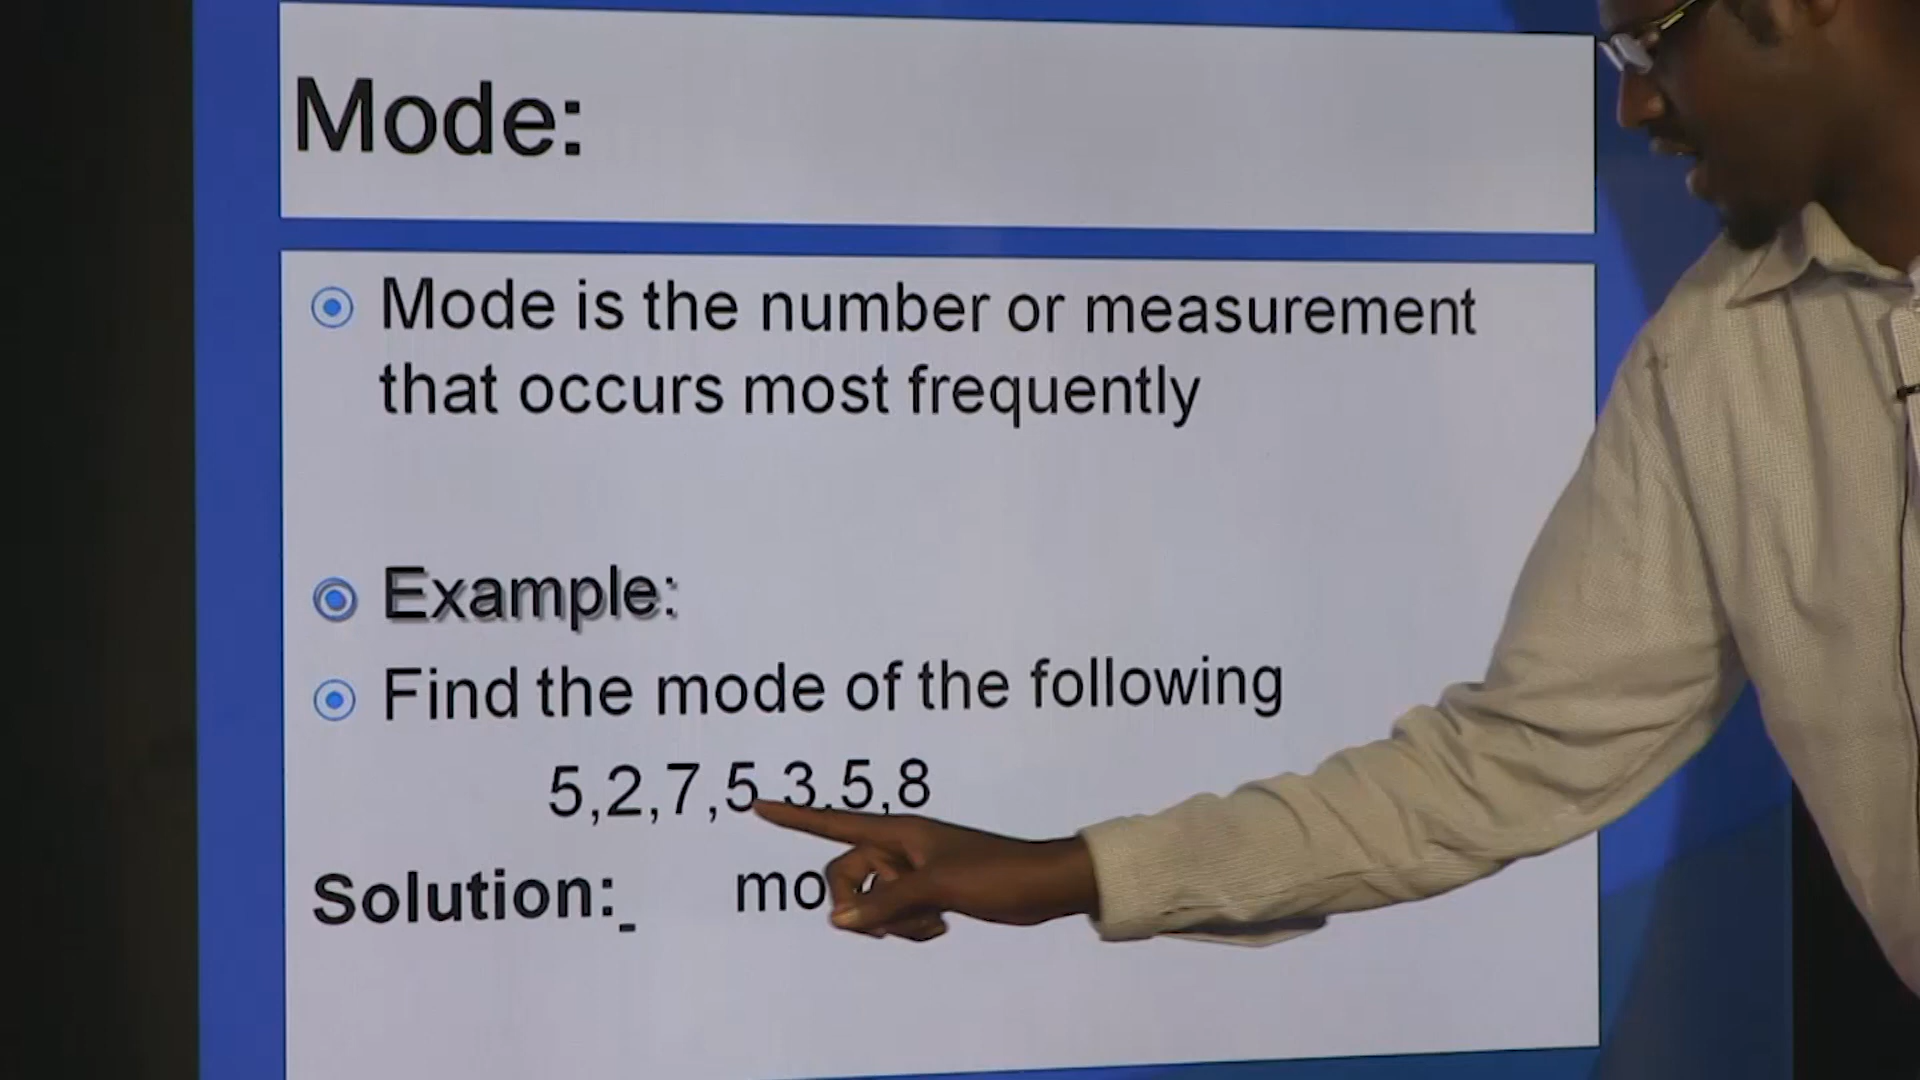 Mode:
Mode is the number or measurement
that occurs most frequently
Example:
Find the mode of the following
5,2,7,5,3,5,8
Solution: